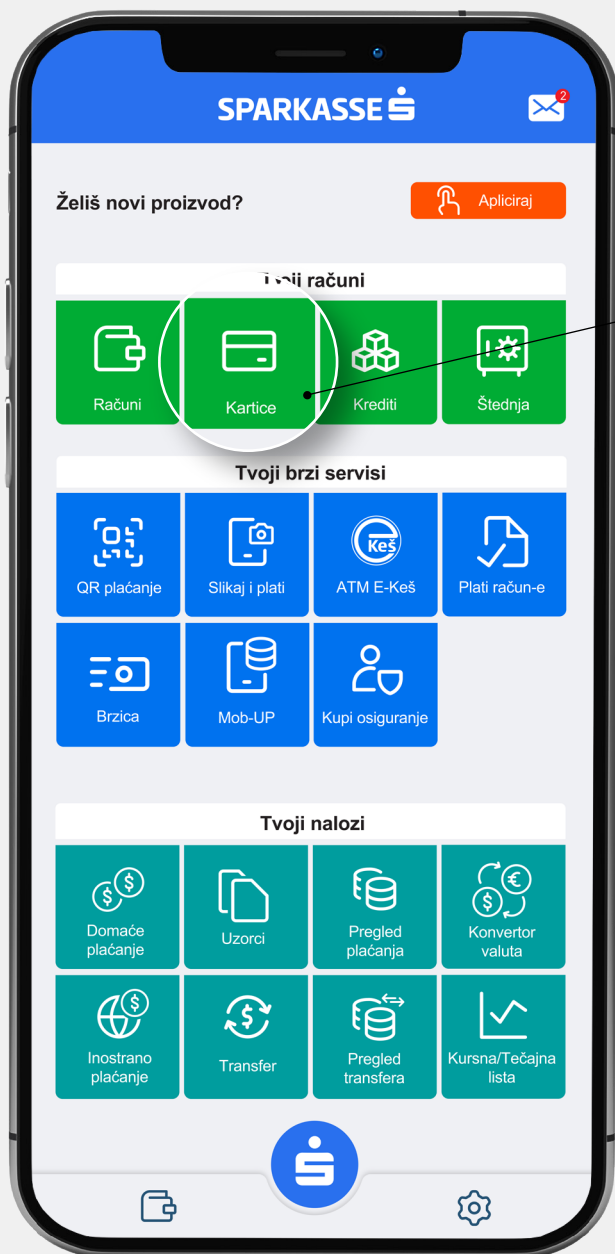 SPARKASSE
2
Želiš novi proizvod?
Apliciraj
računi
Računi
Kartice
Krediti
Štednja
Tvoji brzi servisi
QR plaćanje
Slikaj i plati
Keš
ATM E-Keš
Plati račun-e
Brzica
Mob-UP
Kupi osiguranje
Tvoji nalozi
Domaće
plaćanje
Uzorci
Pregled
plaćanja
Konvertor
valuta
Inostrano
plaćanje
Transfer
Pregled
transfera
Kursna/Tečajna
lista